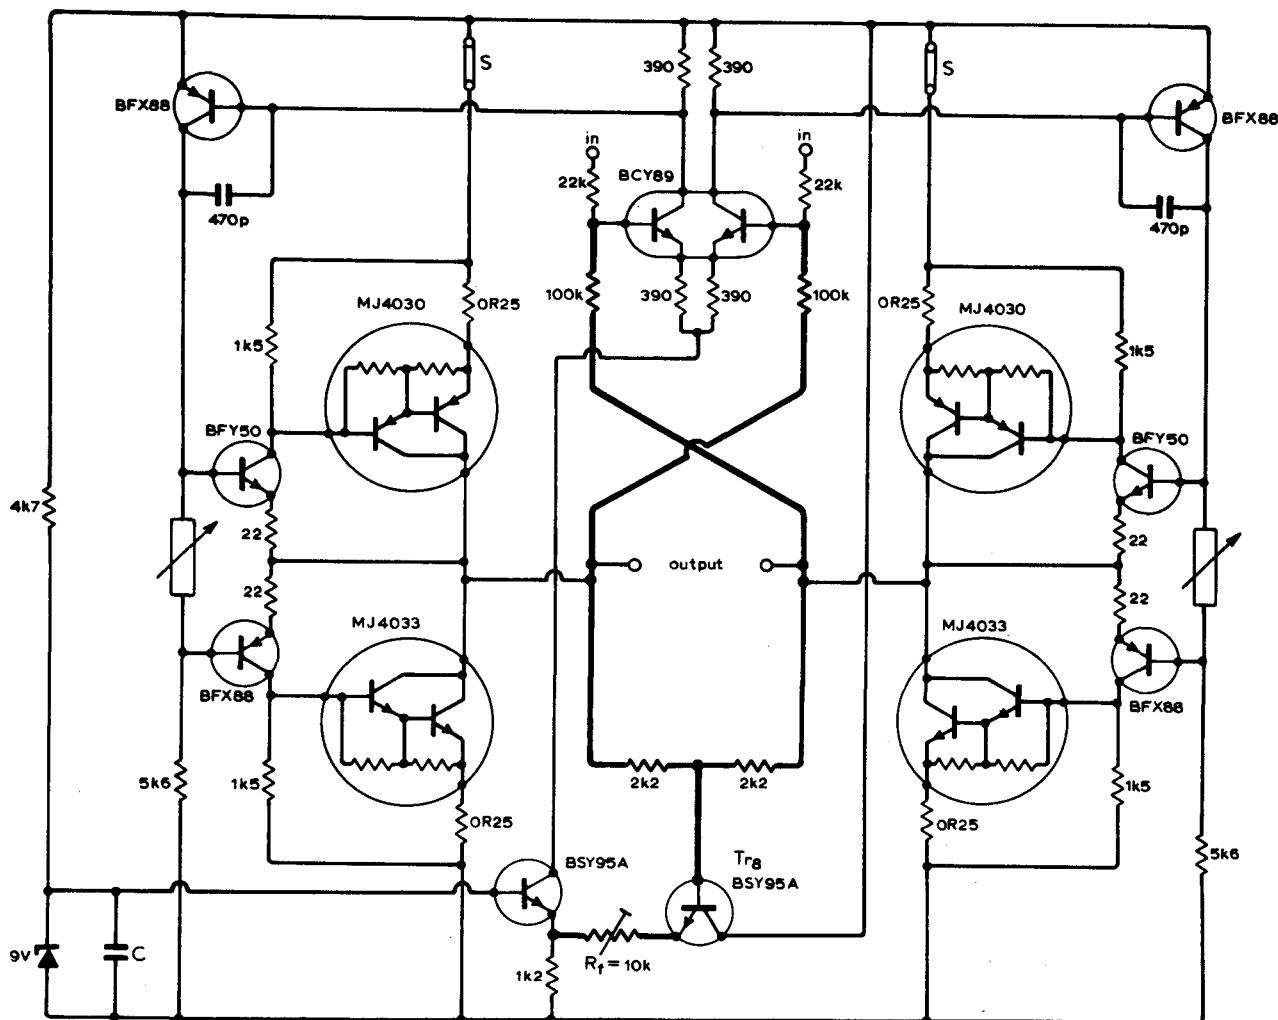 S
390
390
S
BFX88
BFX88
in
in
22k
BCY89
22k
470p
470p
100k
390
390
100k
MJ4030
0R25
0R25
MJ4030
1k5
1k5
BFY50
BFY50
4k7
22
22
output
22
22
MJ4033
MJ4033
BFX88
BFX88
5k6
1k5
2k2
2k2
1k5
0R25
0R25
5k6
BSY95A
Tr8
BSY95A
9V
C
1k2
Rf = 10k